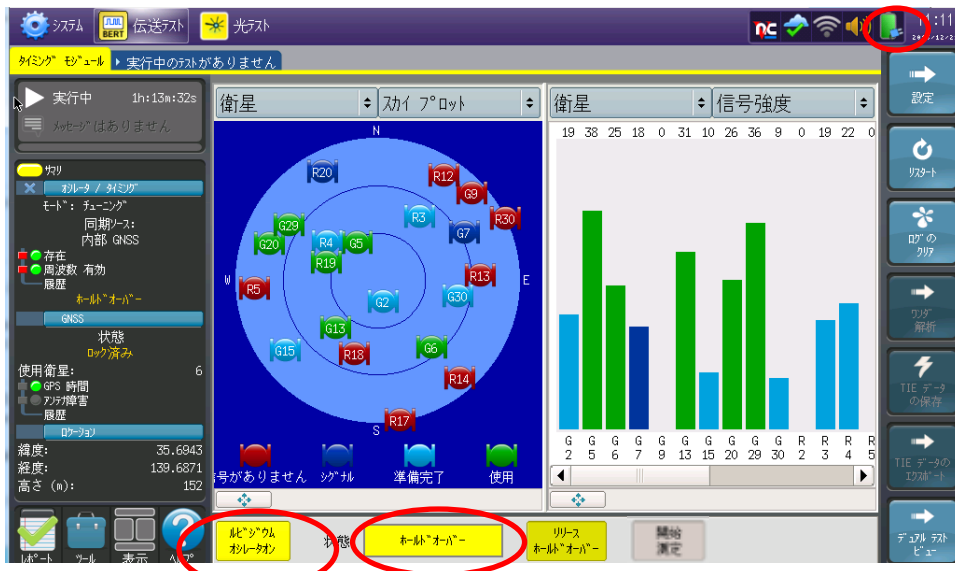 システム
BERT
伝送テスト
光テスト
タイミング モジュール
実行中のテストがありません
実行中 1h:13m:32s
メッセージはありません
サマリ
オシレータ / タイミング
モード: チューニング
同期ソース:
内部 GNSS
存在
周波数 有効
履歴
ホールドオーバー
GNSS
状態
ロック済み
使用衛星: 6
GPS 時間
アンテナ障害
履歴
ロケーション
緯度: 35.6943
経度: 139.6871
高さ (m): 152
レポート ツール 表示 ヘルプ
衛星 スカイ プロット
N
R20
R12
G9
R3
R30
G29
G7
G20
R4
G5
R19
W
R5
R13
E
G2
G30
G13
G15
R18
G6
R14
R17
S
号がありません シグナル 準備完了 使用
衛星 信号強度
19 38 25 18 0 31 10 26 36 9 0 19 22 0
G G G G G G G G G G R R R R
2 5 6 7 9 13 15 20 29 30 2 3 4 5
ルビジウム
オシレータオン
状態
ホールドオーバー
リリース
ホールドオーバー
開始
測定
設定
リスタート
ログの
クリア
ワンダ
解析
TIE データ
の保存
TIE データの
エクスポート
デュアル テスト
ビュー